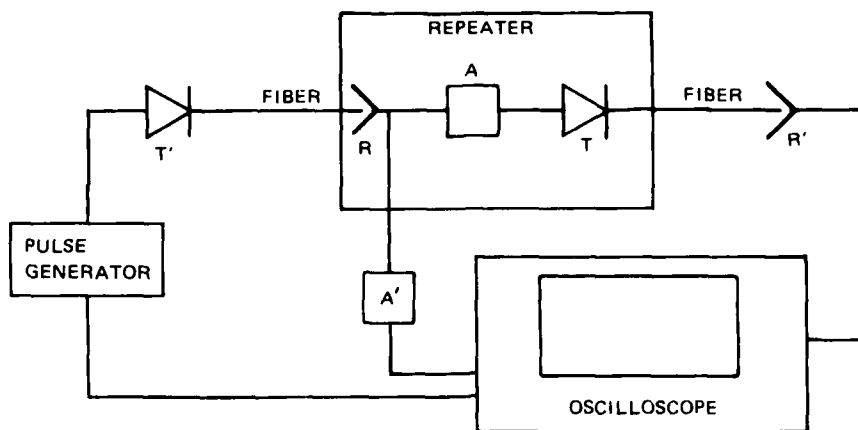 REPEATER
A
FIBER
FIBER
T'
R
T
R'
PULSE
GENERATOR
A'
OSCILLOSCOPE